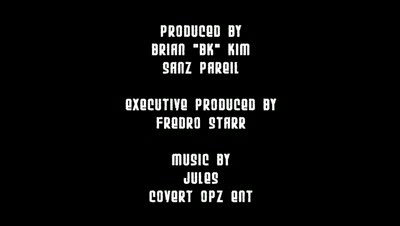 PRODUCED BY
BRIAN "BK" KIM
SANZ PAREIL
EXECUTIVE PRODUCED BY
FREDRO STARR
MUSIC BY
JULES
COVERT OPZ ENT